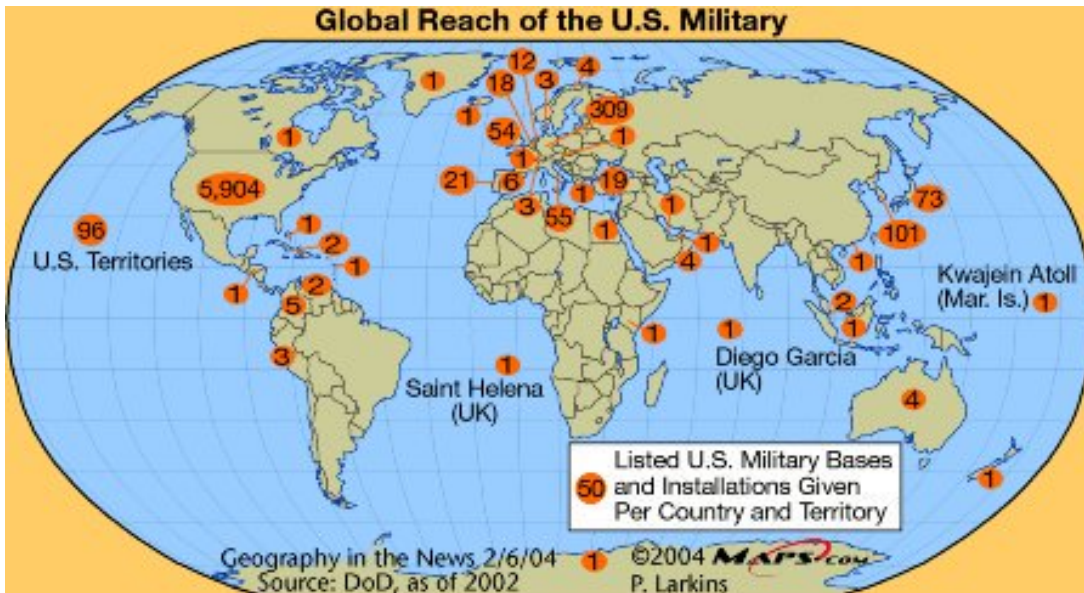 Global Reach of the U.S. Military
12
4
18
3
1
309
1
54
1
1
1
5,904
21
6
19
3
55
1
1
73
1
96
1
101
U.S. Territories
2
4
1
1
1
Kwajein Atoll
(Mar. Is.)
1
1
2
5
2
1
1
1
Diego Garcia
(UK)
3
1
Saint Helena
(UK)
4
50
Listed U.S. Military Bases
and Installations Given
Per Country and Territory
1
Geography in the News 2/6/04
Source: DoD, as of 2002
1
©2004 MAPS.com
P. Larkins